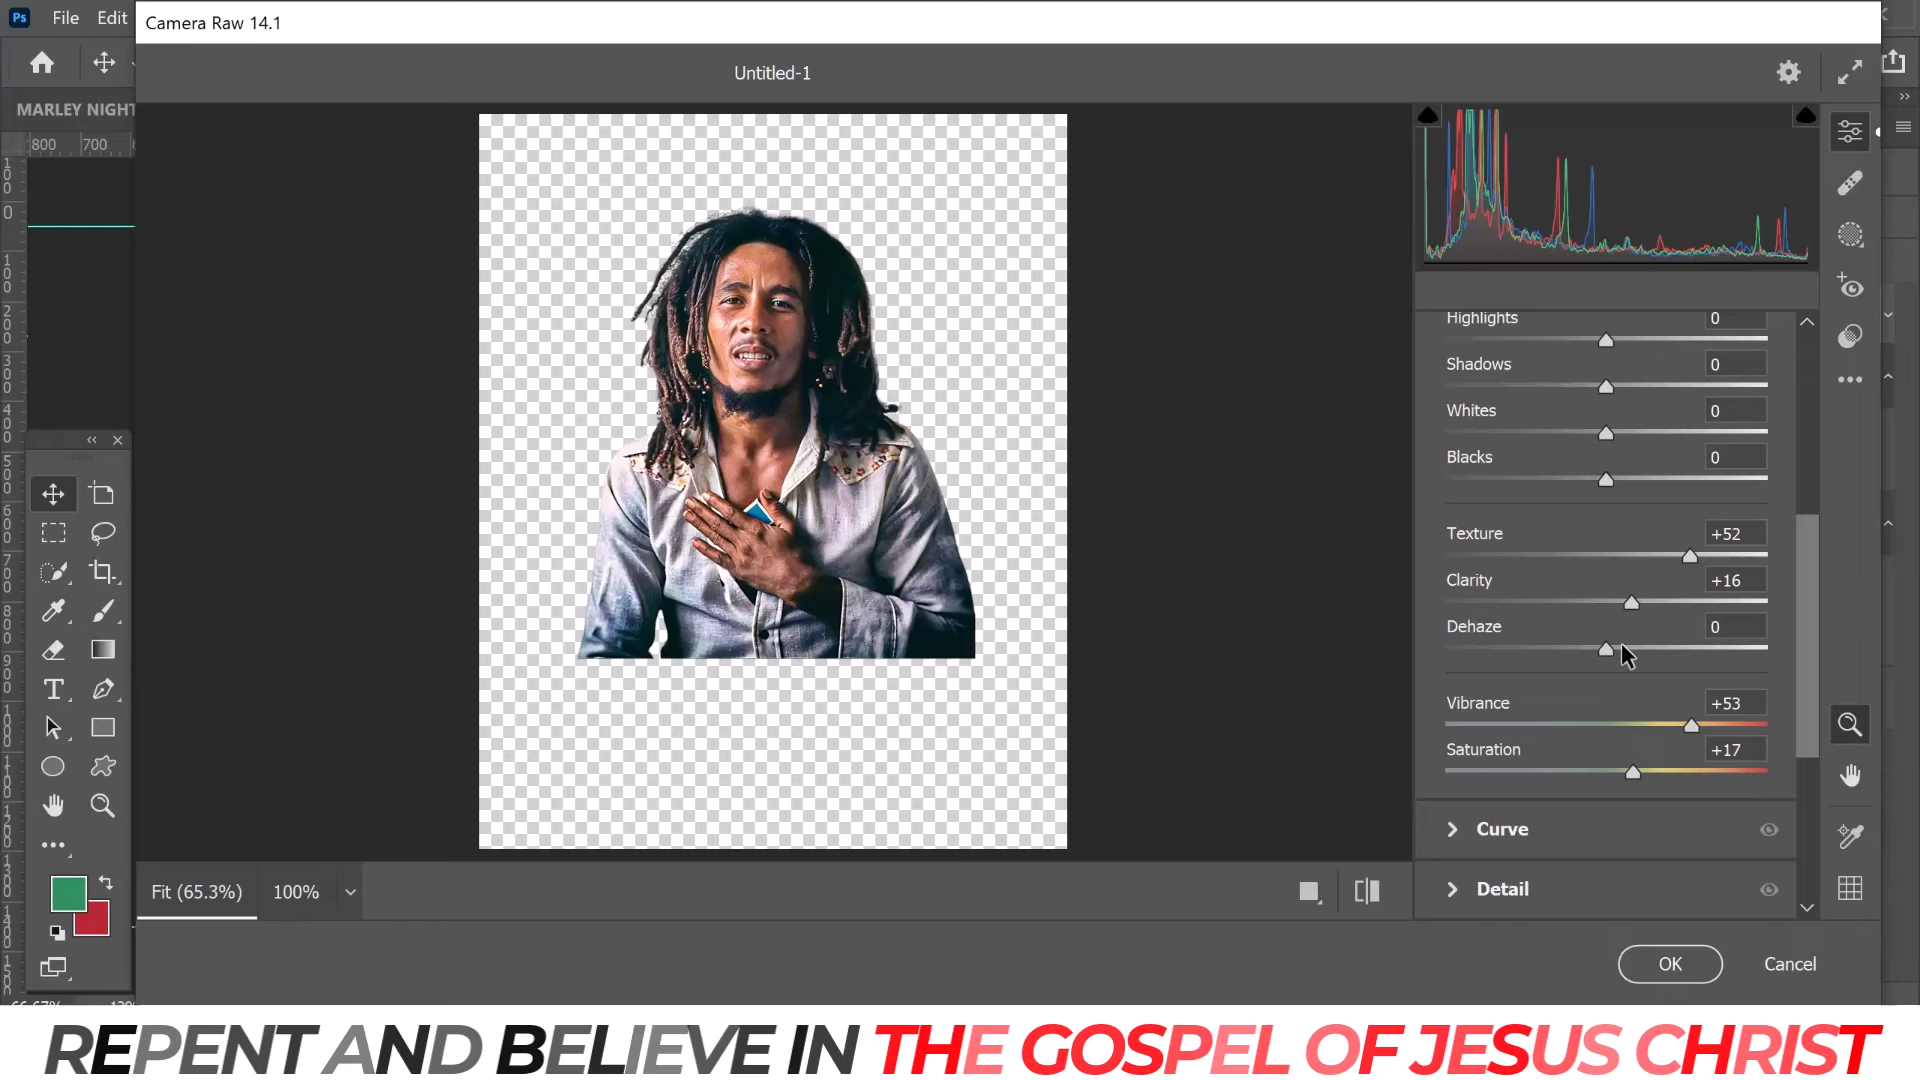 Ps File Edit
Camera Raw 14.1
Untitled-1
MARLEY NIGHT
800 700
Highlights 0
Shadows 0
Whites 0
Blacks 0
Texture +52
Clarity +16
Dehaze 0
Vibrance +53
Saturation +17
Curve
Detail
Fit (65.3%) 100%
OK Cancel
REPENT AND BELIEVE IN THE GOSPEL OF JESUS CHRIST